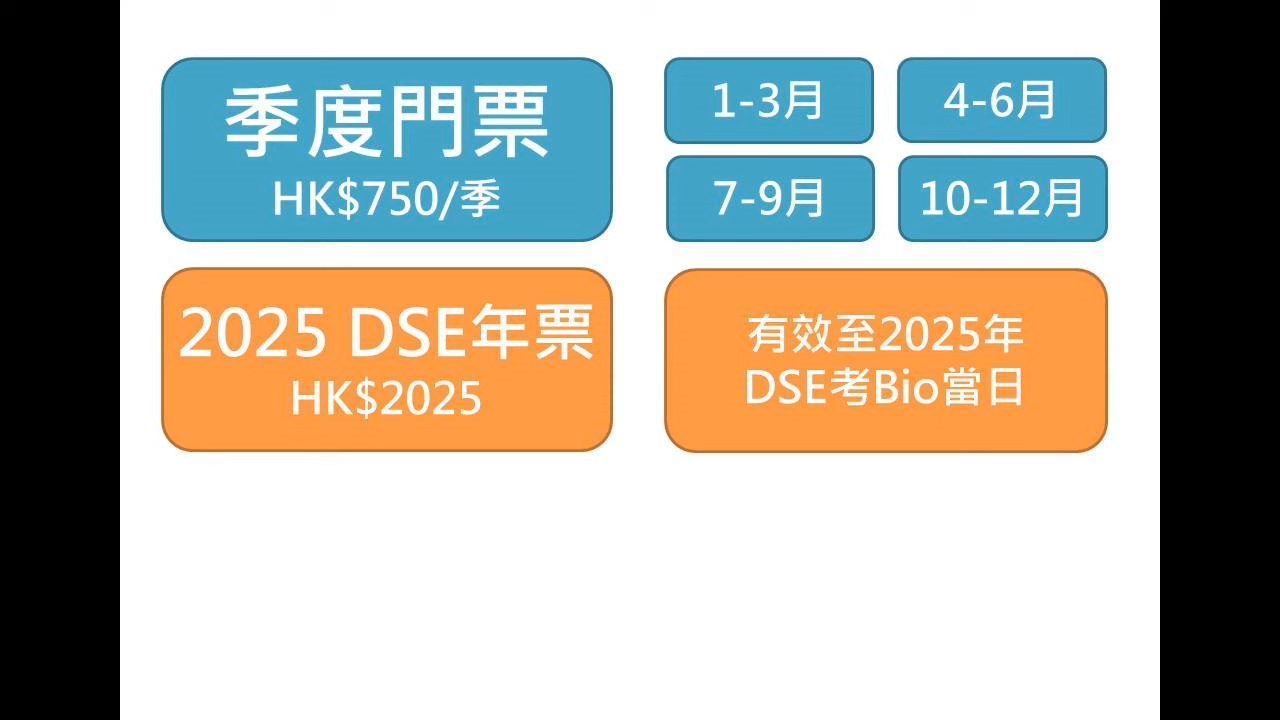 季度門票
HK$750/季
1-3月
4-6月
7-9月
10-12月
2025 DSE年票
HK$2025
有效至2025年
DSE考Bio當日